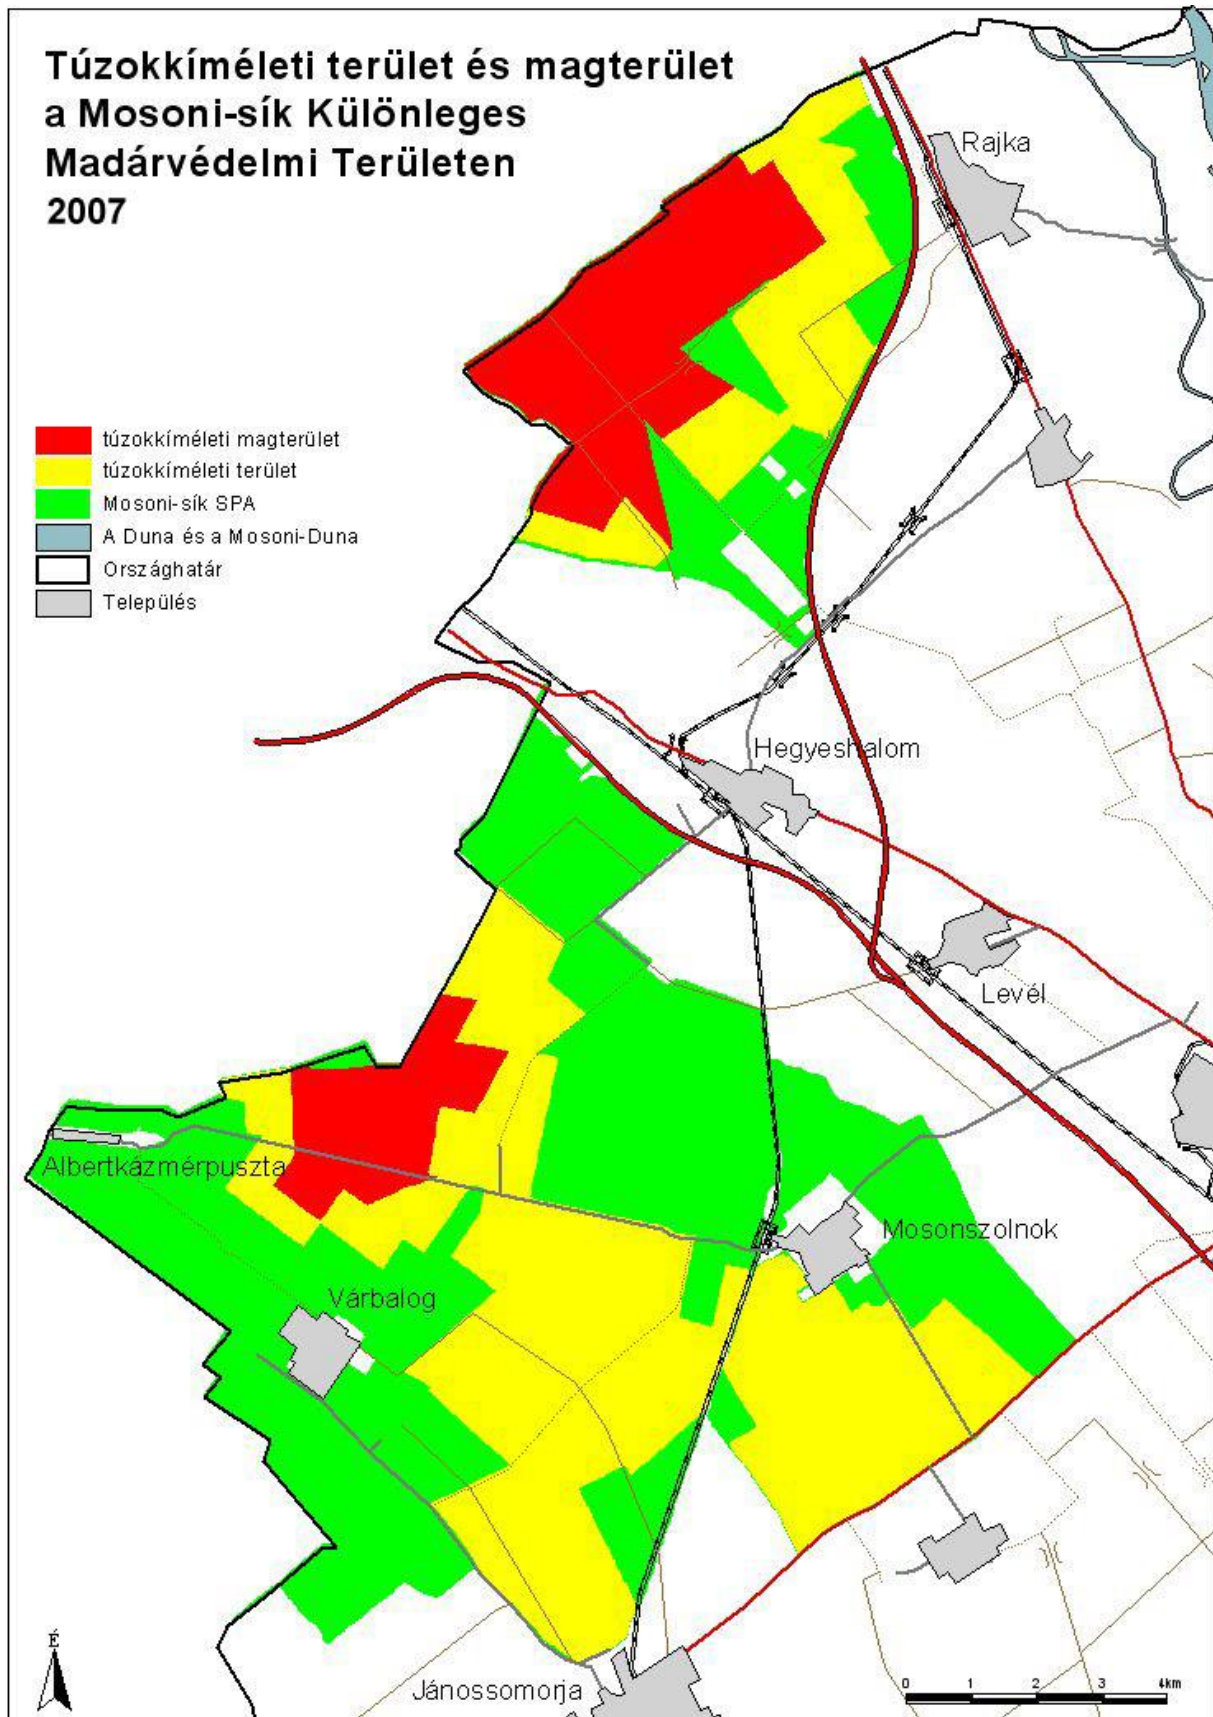 Túzokkíméleti terület és magterület
a Mosoni-sík Különleges
Madárvédelmi Területen
2007
Rajka
túzokkíméleti magterület
túzokkíméleti terület
Mosoni-sík SPA
A Duna és a Mosoni-Duna
Országhatár
Település
Hegyeshalom
Levél
Albertkázmérpuszta
Mosonszolnok
Várbalog
É
Jánossomorja
0 1 2 3 4km